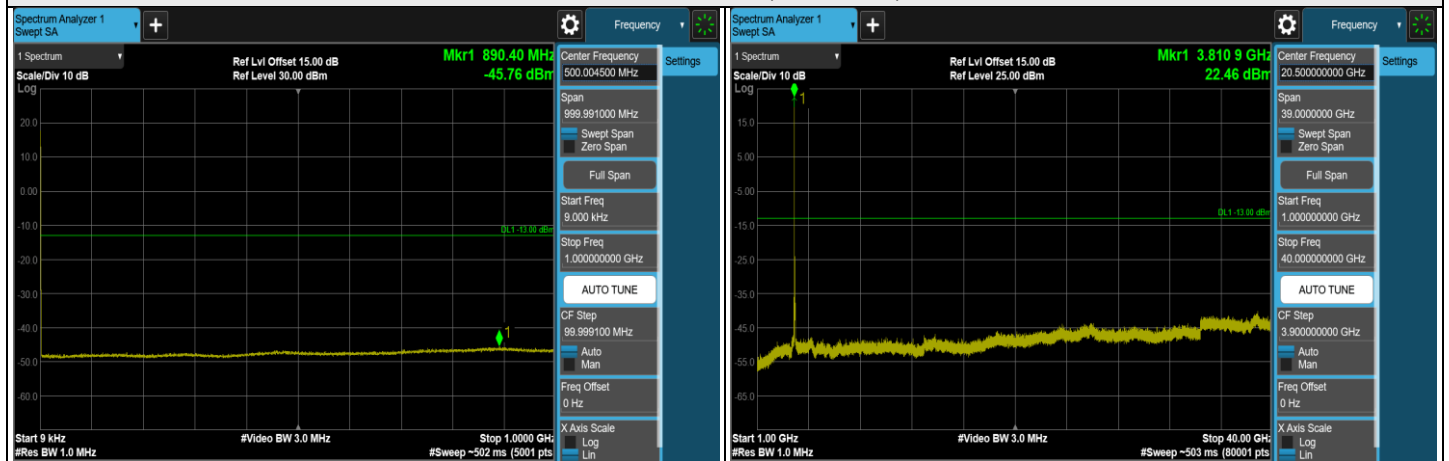 Spectrum Analyzer 1
Swept SA
+
Frequency
1 Spectrum
Scale/Div 10 dB
Log
Ref Lvl Offset 15.00 dB
Ref Level 30.00 dBm
Mkr1 890.40 MHz
-45.76 dBm
20.0
10.0
0.00
-10.0
-20.0
-30.0
-40.0
-50.0
-60.0
DL1 -13.00 dBm
1
Start 9 kHz
#Res BW 1.0 MHz
#Video BW 3.0 MHz
Stop 1.0000 GHz
#Sweep ~502 ms (5001 pts
Center Frequency
500.004500 MHz
Settings
Span
999.991000 MHz
Swept Span
Zero Span
Full Span
Start Freq
9.000 kHz
Stop Freq
1.000000000 GHz
AUTO TUNE
CF Step
99.999100 MHz
Auto
Man
Freq Offset
0 Hz
X Axis Scale
Log
Lin
Spectrum Analyzer 1
Swept SA
+
Frequency
1 Spectrum
Scale/Div 10 dB
Log
Ref Lvl Offset 15.00 dB
Ref Level 25.00 dBm
Mkr1 3.810 9 GHz
22.46 dBm
15.0
5.00
-5.00
-15.0
-25.0
-35.0
-45.0
-55.0
-65.0
DL1 -13.00 dBm
1
Start 1.00 GHz
#Res BW 1.0 MHz
#Video BW 3.0 MHz
Stop 40.00 GHz
#Sweep ~503 ms (80001 pts
Center Frequency
20.500000000 GHz
Settings
Span
39.0000000 GHz
Swept Span
Zero Span
Full Span
Start Freq
1.000000000 GHz
Stop Freq
40.000000000 GHz
AUTO TUNE
CF Step
3.900000000 GHz
Auto
Man
Freq Offset
0 Hz
X Axis Scale
Log
Lin